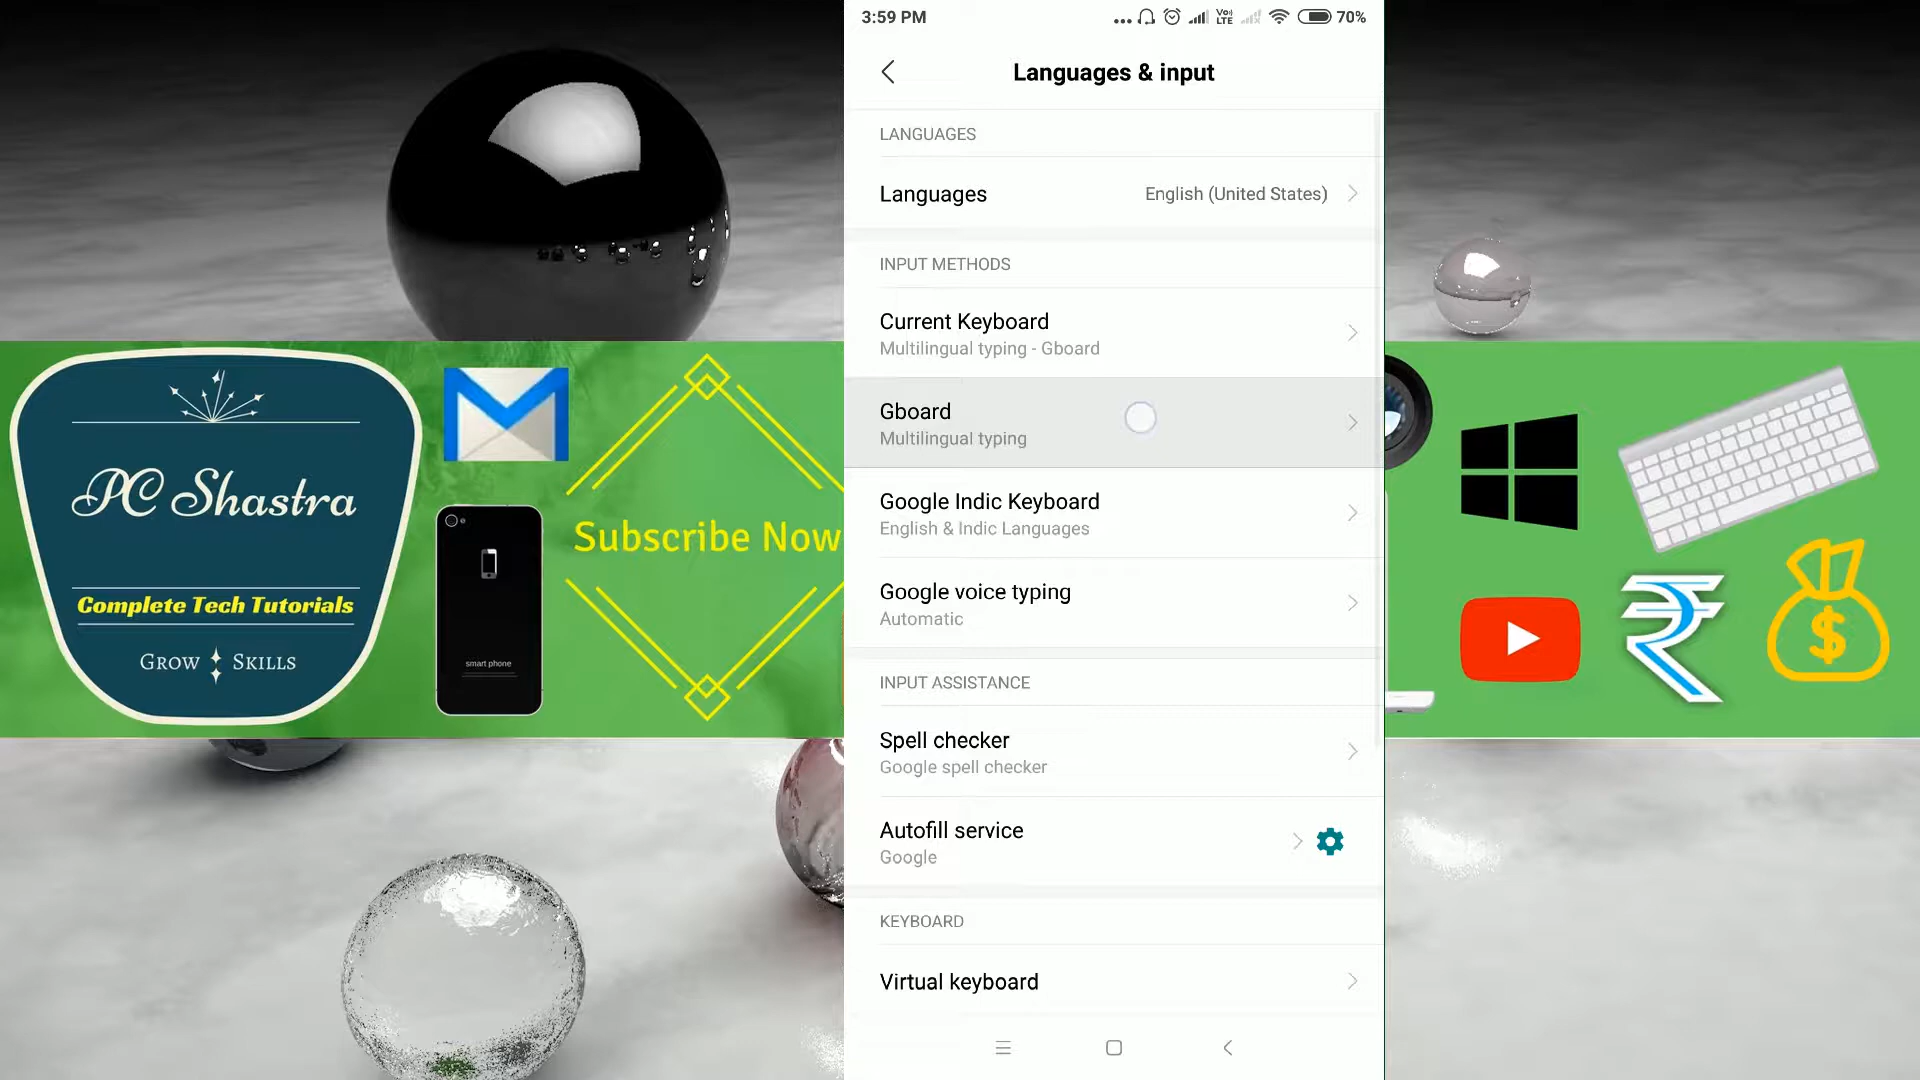 3:59 PM
Vo))
LTE
70%
Languages & input
LANGUAGES
Languages
English (United States)
INPUT METHODS
Current Keyboard
Multilingual typing - Gboard
Gboard
Multilingual typing
Google Indic Keyboard
English & Indic Languages
Google voice typing
Automatic
INPUT ASSISTANCE
Spell checker
Google spell checker
Autofill service
Google
KEYBOARD
Virtual keyboard
PC Shastra
Complete Tech Tutorials
GROW SKILLS
smart phone
Subscribe Now